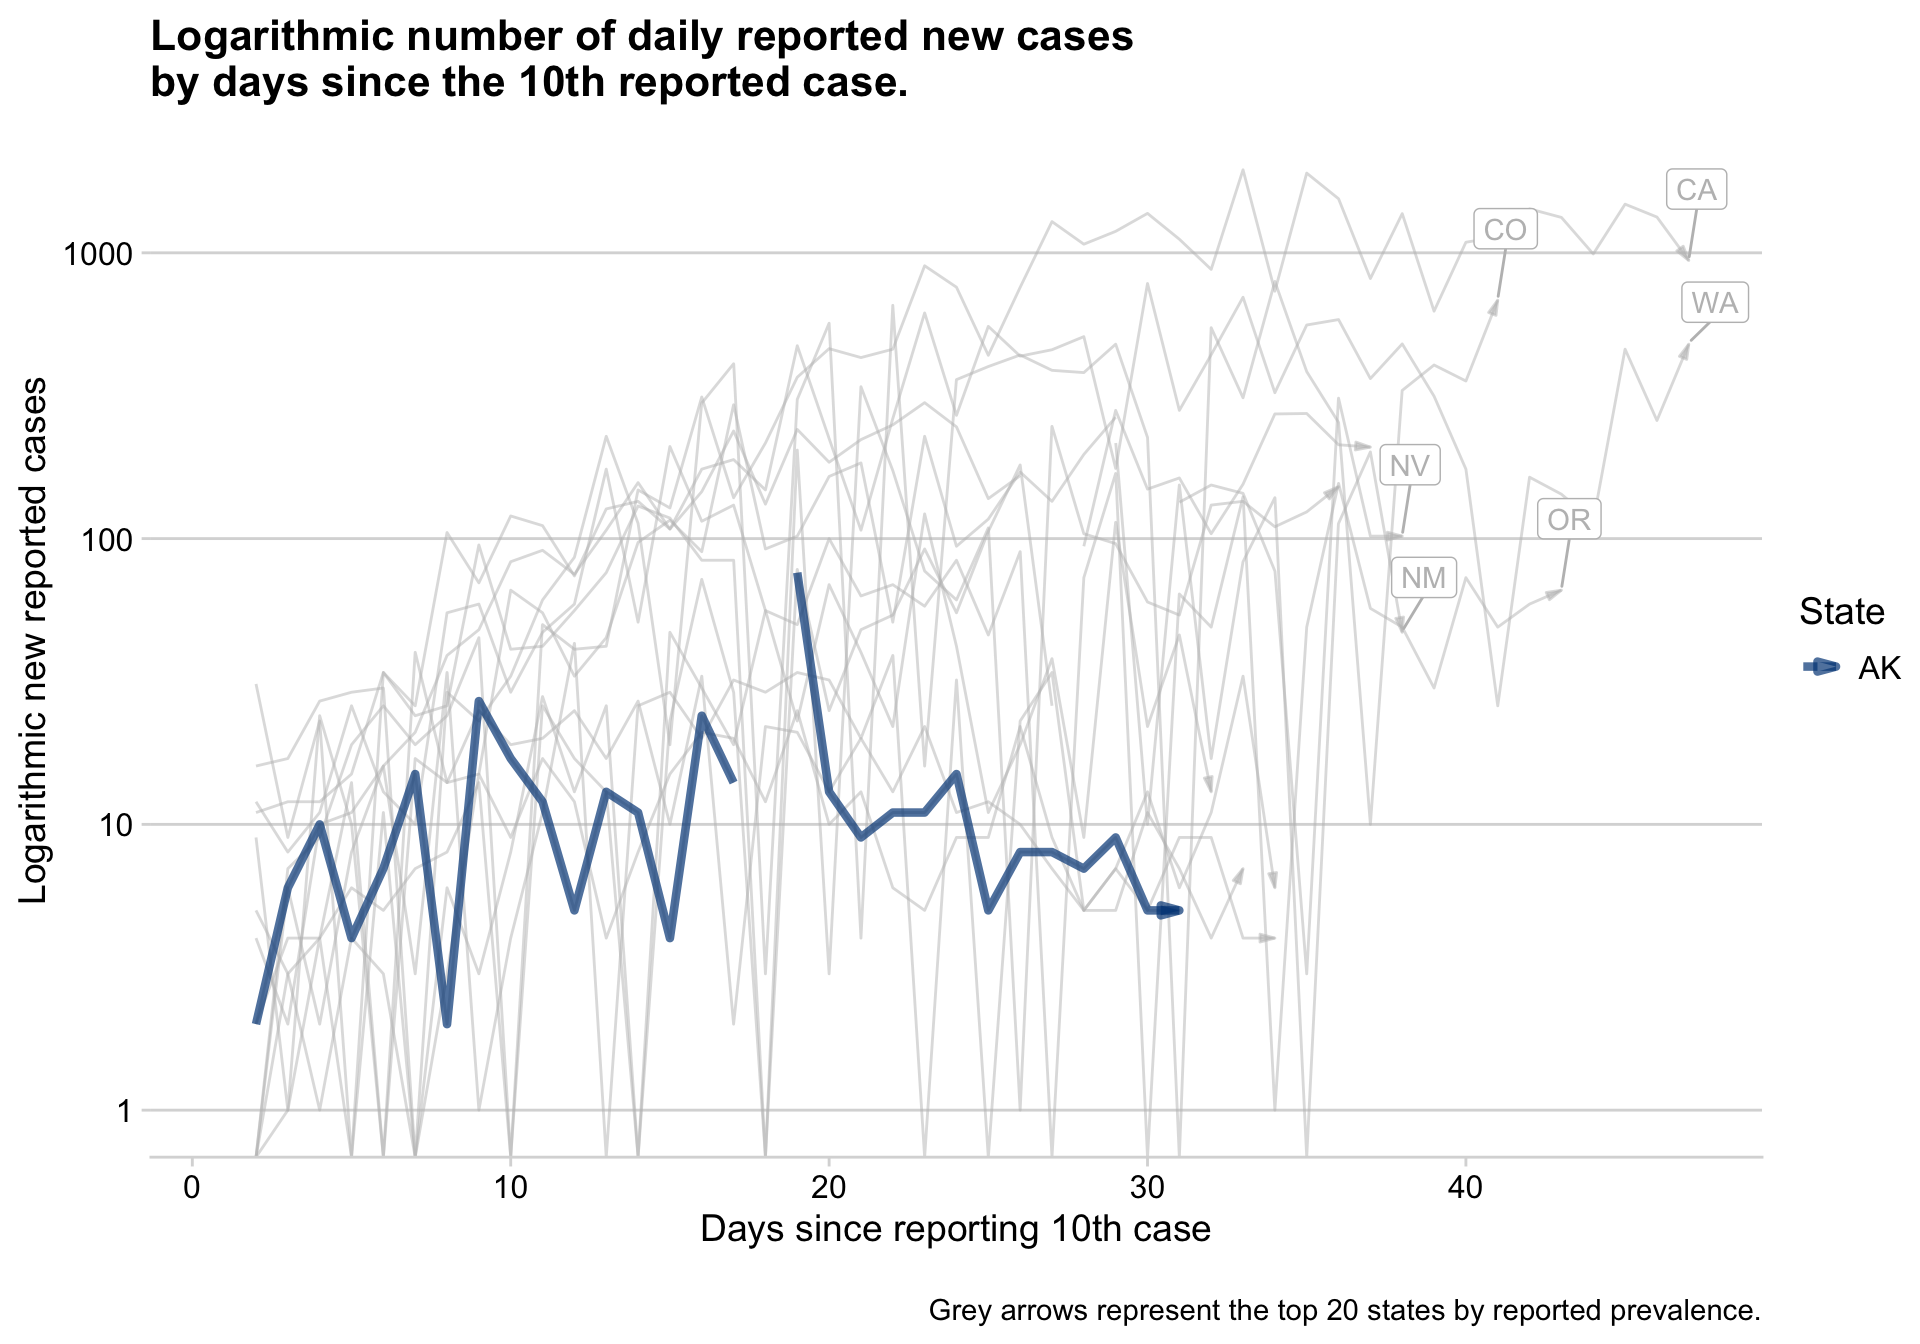 Logarithmic number of daily reported new cases
by days since the 10th reported case.
Logarithmic new reported cases
1000
100
10
1
CA
CO
WA
NV
OR
NM
State
AK
0
10
20
30
40
Days since reporting 10th case
Grey arrows represent the top 20 states by reported prevalence.